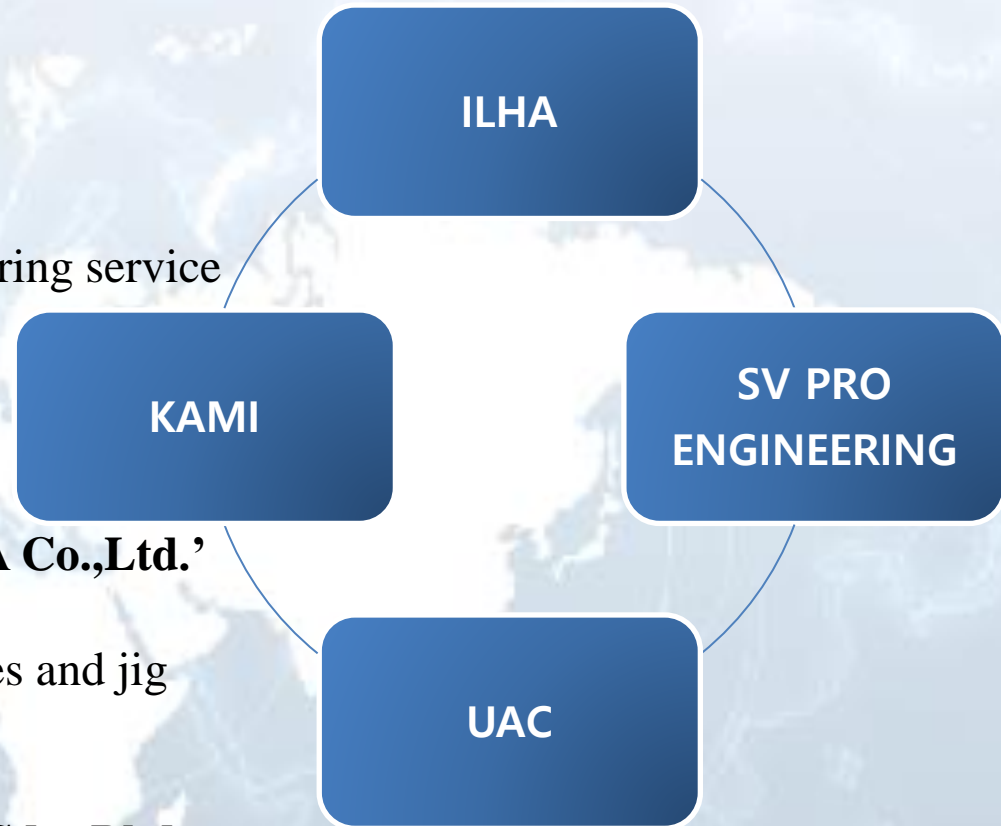 ILHA
ring service
KAMI
SV PRO
ENGINEERING
A Co.,Ltd.’
es and jig
UAC